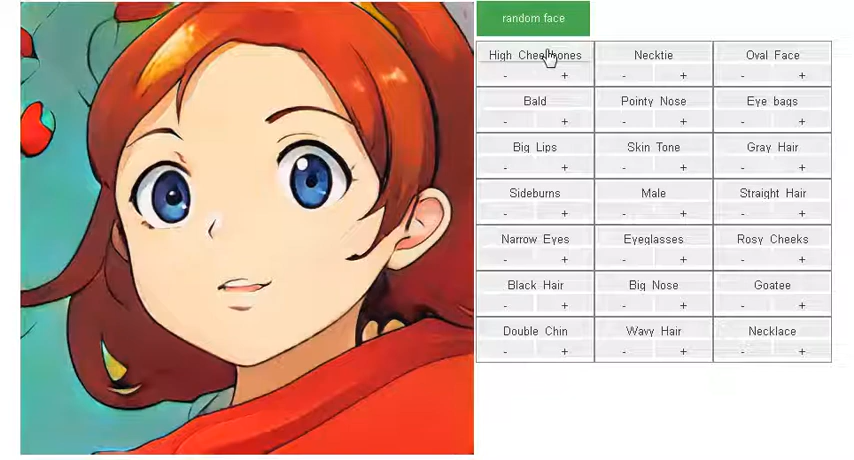 random face
High Cheekbones Necktie Oval Face
- + - + - +
Bald Pointy Nose Eye bags
- + - + - +
Big Lips Skin Tone Gray Hair
- + - + - +
Sideburns Male Straight Hair
- + - + - +
Narrow Eyes Eyeglasses Rosy Cheeks
- + - + - +
Black Hair Big Nose Goatee
- + - + - +
Double Chin Wavy Hair Necklace
- + - + - +